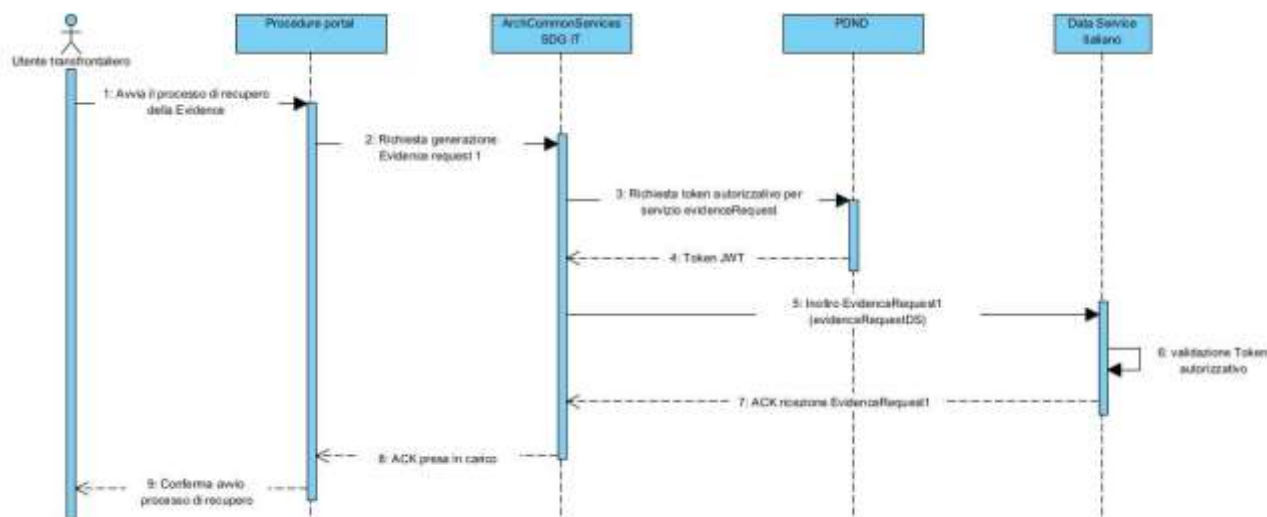 Procedure portal
ArchCommonServices
SDG IT
PDND
Data Service
Italiano
Utente transfrontaliero
1: Avvia il processo di recupero
della Evidence
2: Richiesta generazione
Evidence request 1
3: Richiesta token autorizzativo per
servizio evidenceRequest
4: Token JWT
5: Inoltro EvidenceRequest1
(evidenceRequestDS)
6: validazione Token
autorizzativo
7: ACK ricezione EvidenceRequest1
8: ACK presa in carico
9: Conferma avvio
processo di recupero